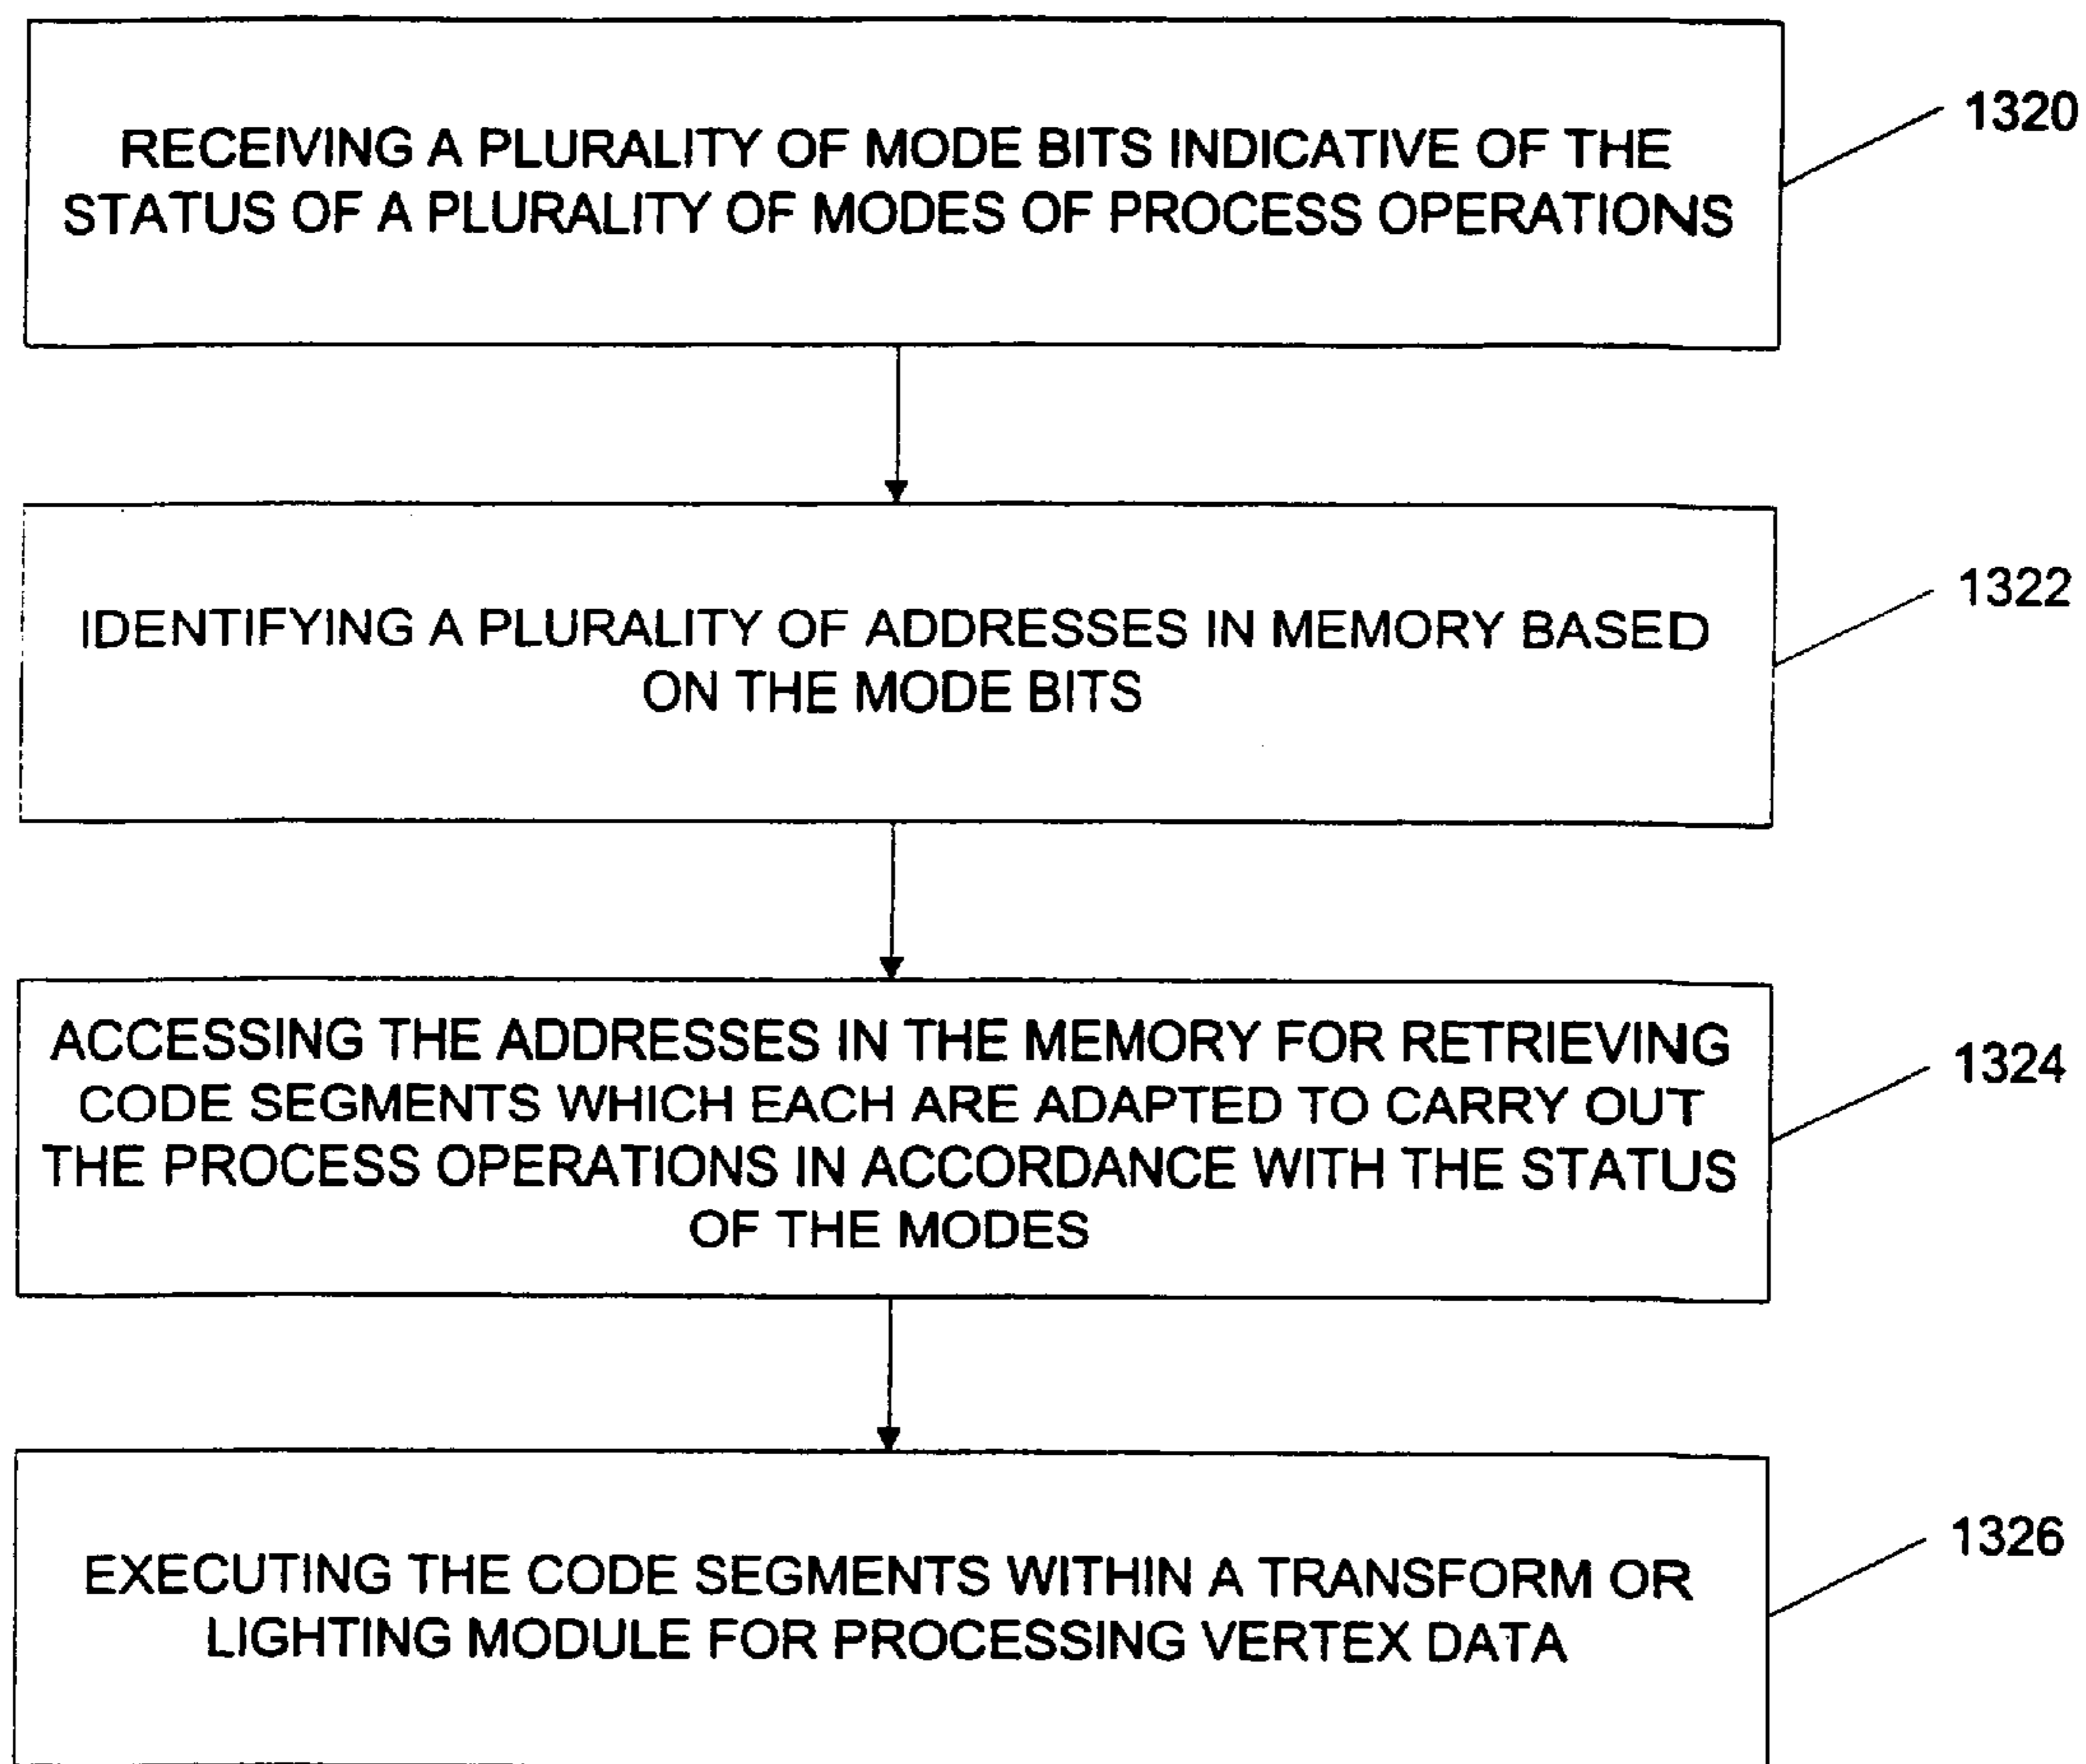 RECEIVING A PLURALITY OF MODE BITS INDICATIVE OF THE
STATUS OF A PLURALITY OF MODES OF PROCESS OPERATIONS
1320
IDENTIFYING A PLURALITY OF ADDRESSES IN MEMORY BASED
ON THE MODE BITS
1322
ACCESSING THE ADDRESSES IN THE MEMORY FOR RETRIEVING
CODE SEGMENTS WHICH EACH ARE ADAPTED TO CARRY OUT
THE PROCESS OPERATIONS IN ACCORDANCE WITH THE STATUS
OF THE MODES
1324
EXECUTING THE CODE SEGMENTS WITHIN A TRANSFORM OR
LIGHTING MODULE FOR PROCESSING VERTEX DATA
1326